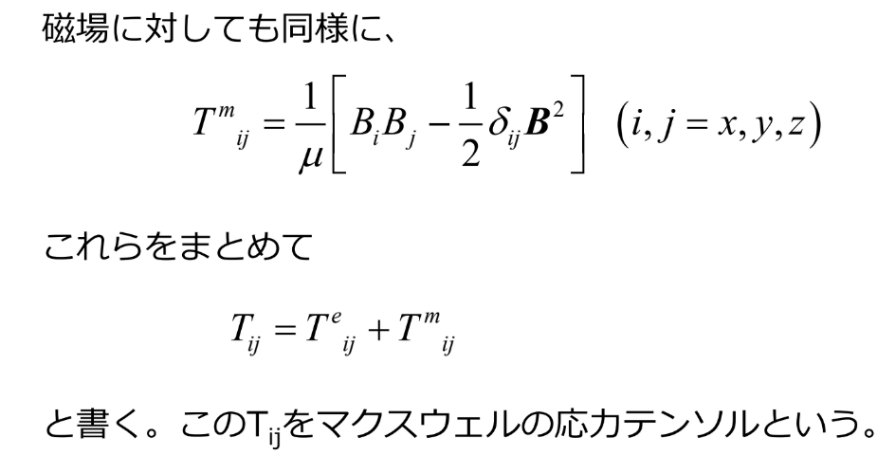 磁場に対しても同様に、
T^m_ij = 1/μ [ B_i B_j − 1/2 δ_ij B^2 ] (i, j = x, y, z)
これらをまとめて
T_ij = T^e_ij + T^m_ij
と書く。このT_ijをマクスウェルの応力テンソルという。